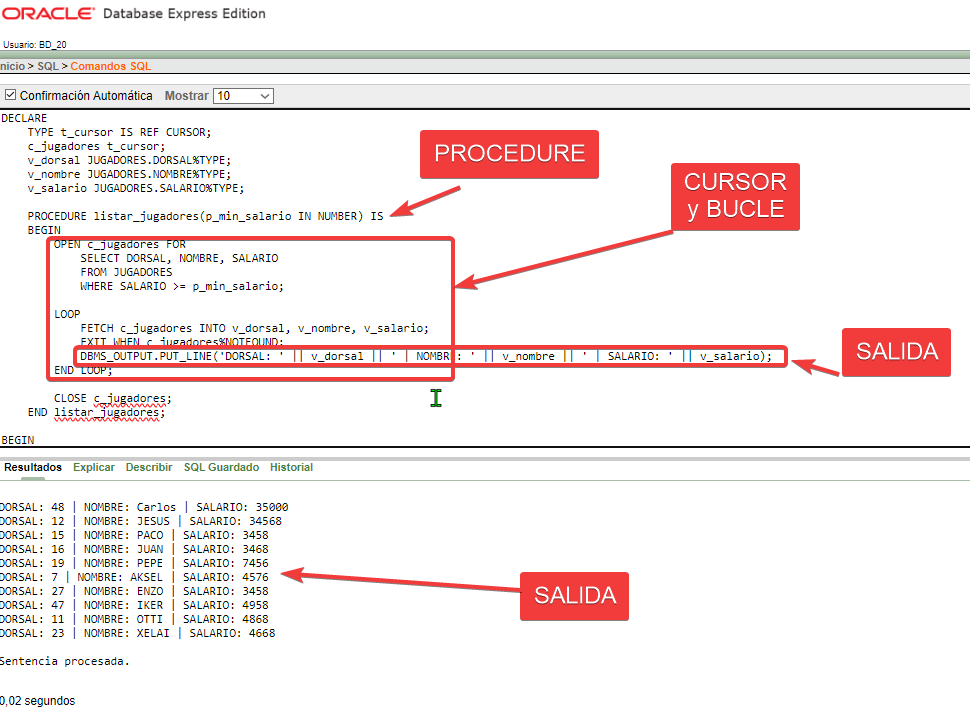 ORACLE® Database Express Edition
Usuario: BD_20
nicio > SQL > Comandos SQL
Confirmación Automática Mostrar 10
DECLARE
TYPE t_cursor IS REF CURSOR;
c_jugadores t_cursor;
v_dorsal JUGADORES.DORSAL%TYPE;
v_nombre JUGADORES.NOMBRE%TYPE;
v_salario JUGADORES.SALARIO%TYPE;
PROCEDURE
CURSOR
y BUCLE
PROCEDURE listar_jugadores(p_min_salario IN NUMBER) IS
BEGIN
OPEN c_jugadores FOR
SELECT DORSAL, NOMBRE, SALARIO
FROM JUGADORES
WHERE SALARIO >= p_min_salario;
LOOP
FETCH c_jugadores INTO v_dorsal, v_nombre, v_salario;
EXIT WHEN c_jugadores%NOTFOUND;
DBMS_OUTPUT.PUT_LINE('DORSAL: ' || v_dorsal || ' | NOMBRE: ' || v_nombre || ' | SALARIO: ' || v_salario);
SALIDA
END LOOP;
CLOSE c_jugadores;
END listar_jugadores;
BEGIN
Resultados Explicar Describir SQL Guardado Historial
DORSAL: 48 | NOMBRE: Carlos | SALARIO: 35000
DORSAL: 12 | NOMBRE: JESUS | SALARIO: 34568
DORSAL: 15 | NOMBRE: PACO | SALARIO: 3458
DORSAL: 16 | NOMBRE: JUAN | SALARIO: 3468
DORSAL: 19 | NOMBRE: PEPE | SALARIO: 7456
DORSAL: 7 | NOMBRE: AKSEL | SALARIO: 4576
DORSAL: 27 | NOMBRE: ENZO | SALARIO: 3458
DORSAL: 47 | NOMBRE: IKER | SALARIO: 4958
DORSAL: 11 | NOMBRE: OTTI | SALARIO: 4868
DORSAL: 23 | NOMBRE: XELAI | SALARIO: 4668
SALIDA
Sentencia procesada.
0,02 segundos